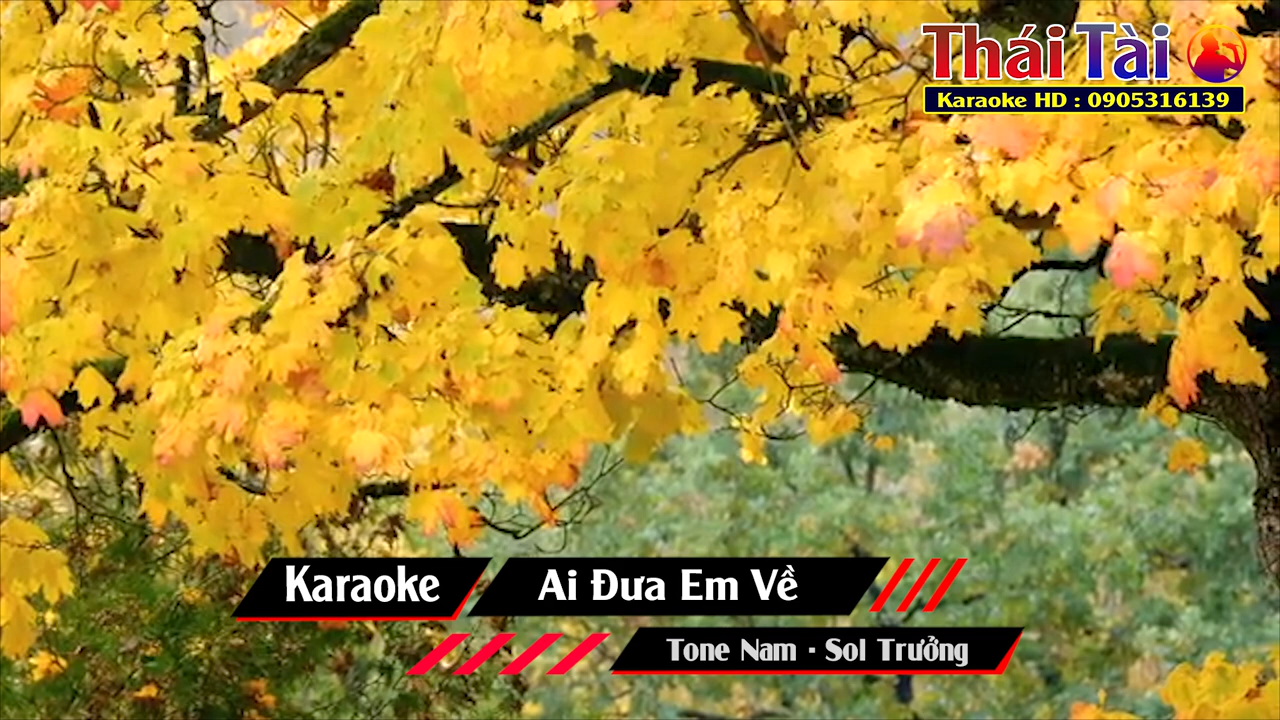 Thái Tài
Karaoke HD : 0905316139
Karaoke
Ai Đưa Em Về
Tone Nam - Sol Trưởng